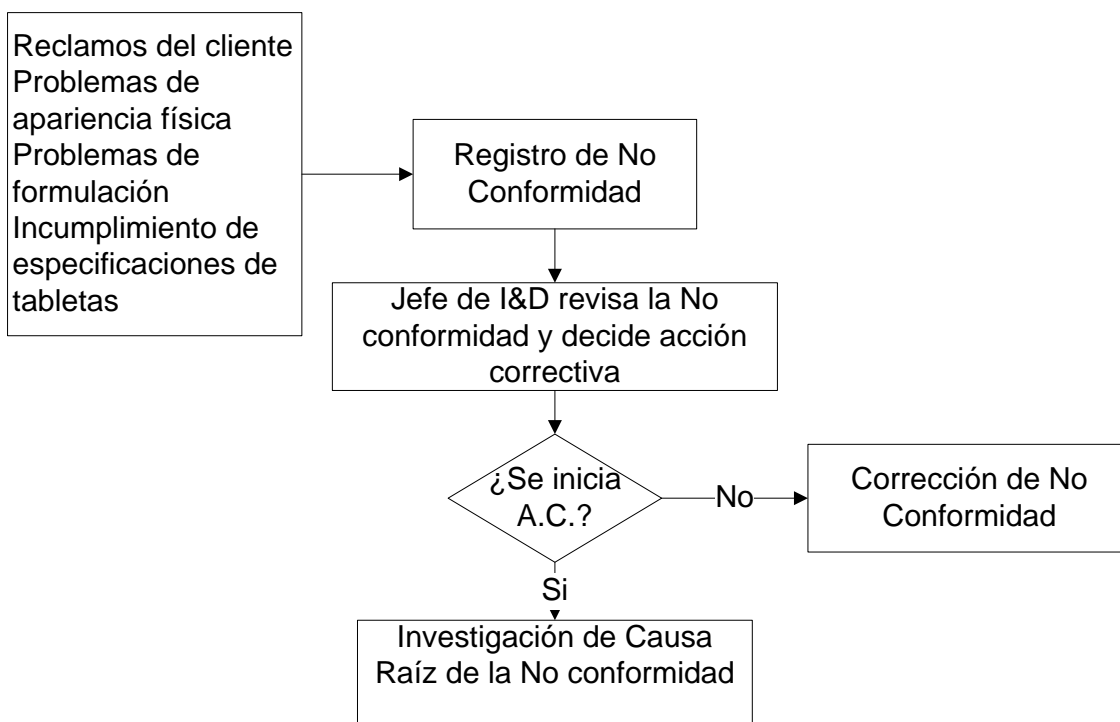 Reclamos del cliente
Problemas de
apariencia física
Problemas de
formulación
Incumplimiento de
especificaciones de
tabletas
Registro de No
Conformidad
Jefe de I&D revisa la No
conformidad y decide acción
correctiva
¿Se inicia
A.C.?
No
Corrección de No
Conformidad
Si
Investigación de Causa
Raíz de la No conformidad